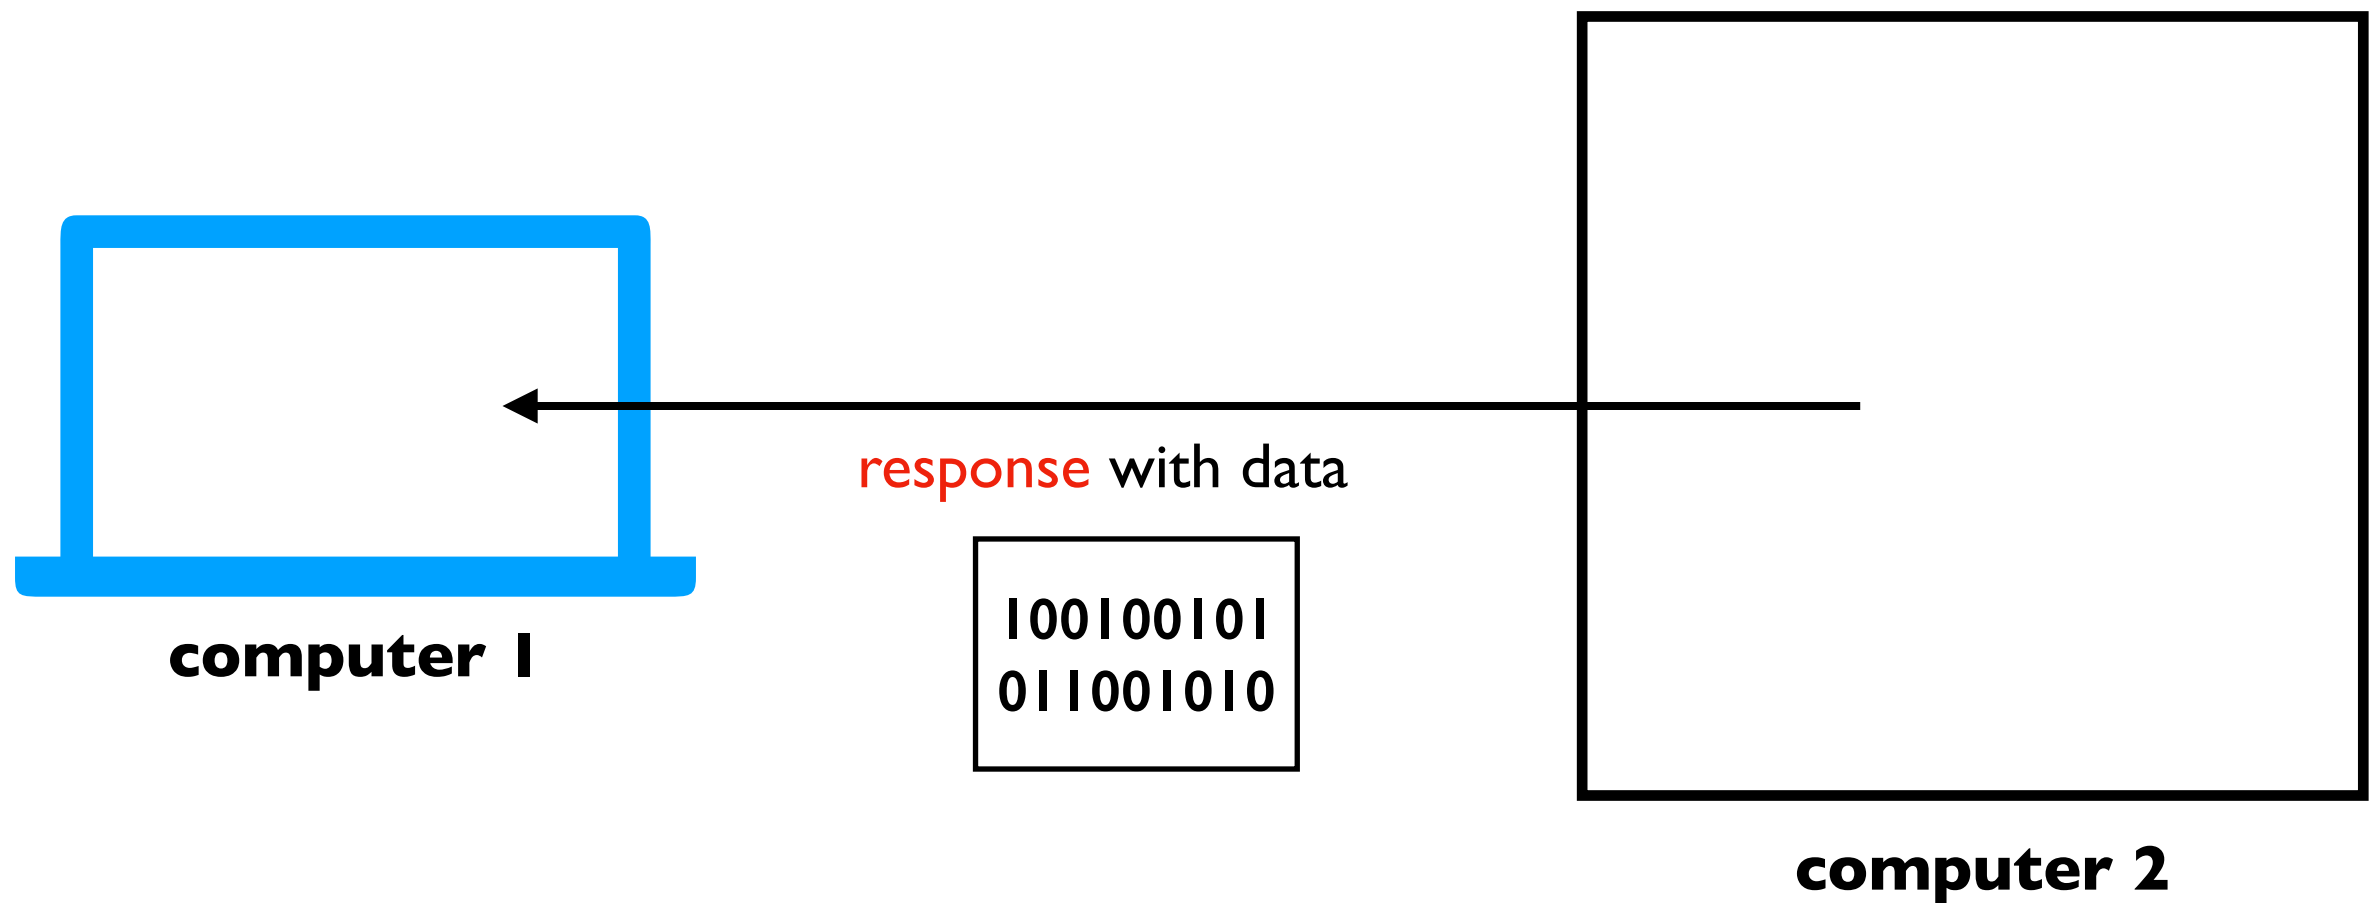 response with data
100100101
011001010
computer 1
computer 2